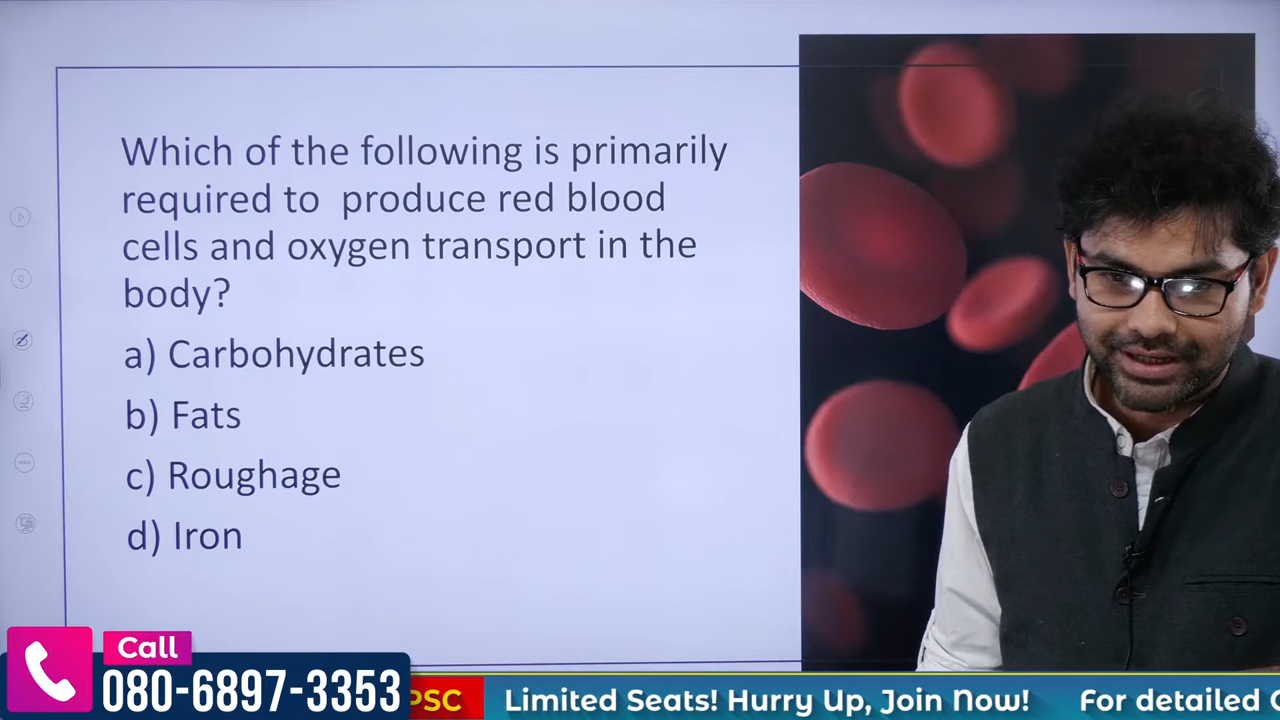 Which of the following is primarily
required to  produce red blood
cells and oxygen transport in the
body?
a) Carbohydrates
b) Fats
c) Roughage
d) Iron
Call
080-6897-3353
PSC Limited Seats! Hurry Up, Join Now! For detailed